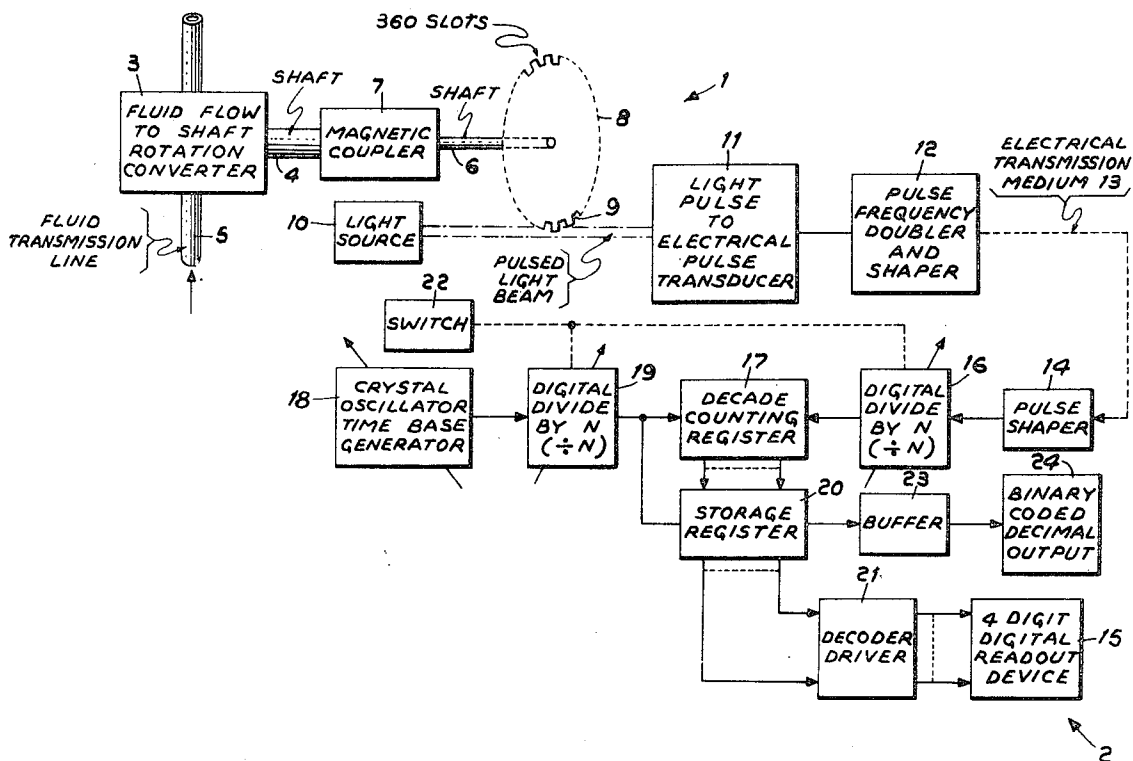 360 SLOTS
3
FLUID FLOW
TO SHAFT
ROTATION
CONVERTER
SHAFT
4
7
MAGNETIC
COUPLER
SHAFT
6
8
1
9
5
FLUID
TRANSMISSION
LINE
10
LIGHT
SOURCE
PULSED
LIGHT
BEAM
11
LIGHT
PULSE
TO
ELECTRICAL
PULSE
TRANSDUCER
12
PULSE
FREQUENCY
DOUBLER
AND
SHAPER
ELECTRICAL
TRANSMISSION
MEDIUM 13
22
SWITCH
18
CRYSTAL
OSCILLATOR
TIME BASE
GENERATOR
19
DIGITAL
DIVIDE
BY N
(÷N)
17
DECADE
COUNTING
REGISTER
16
DIGITAL
DIVIDE
BY N
(÷N)
14
PULSE
SHAPER
20
STORAGE
REGISTER
23
BUFFER
24
BINARY
CODED
DECIMAL
OUTPUT
21
DECODER
DRIVER
4 DIGIT
DIGITAL
READOUT
DEVICE
15
2